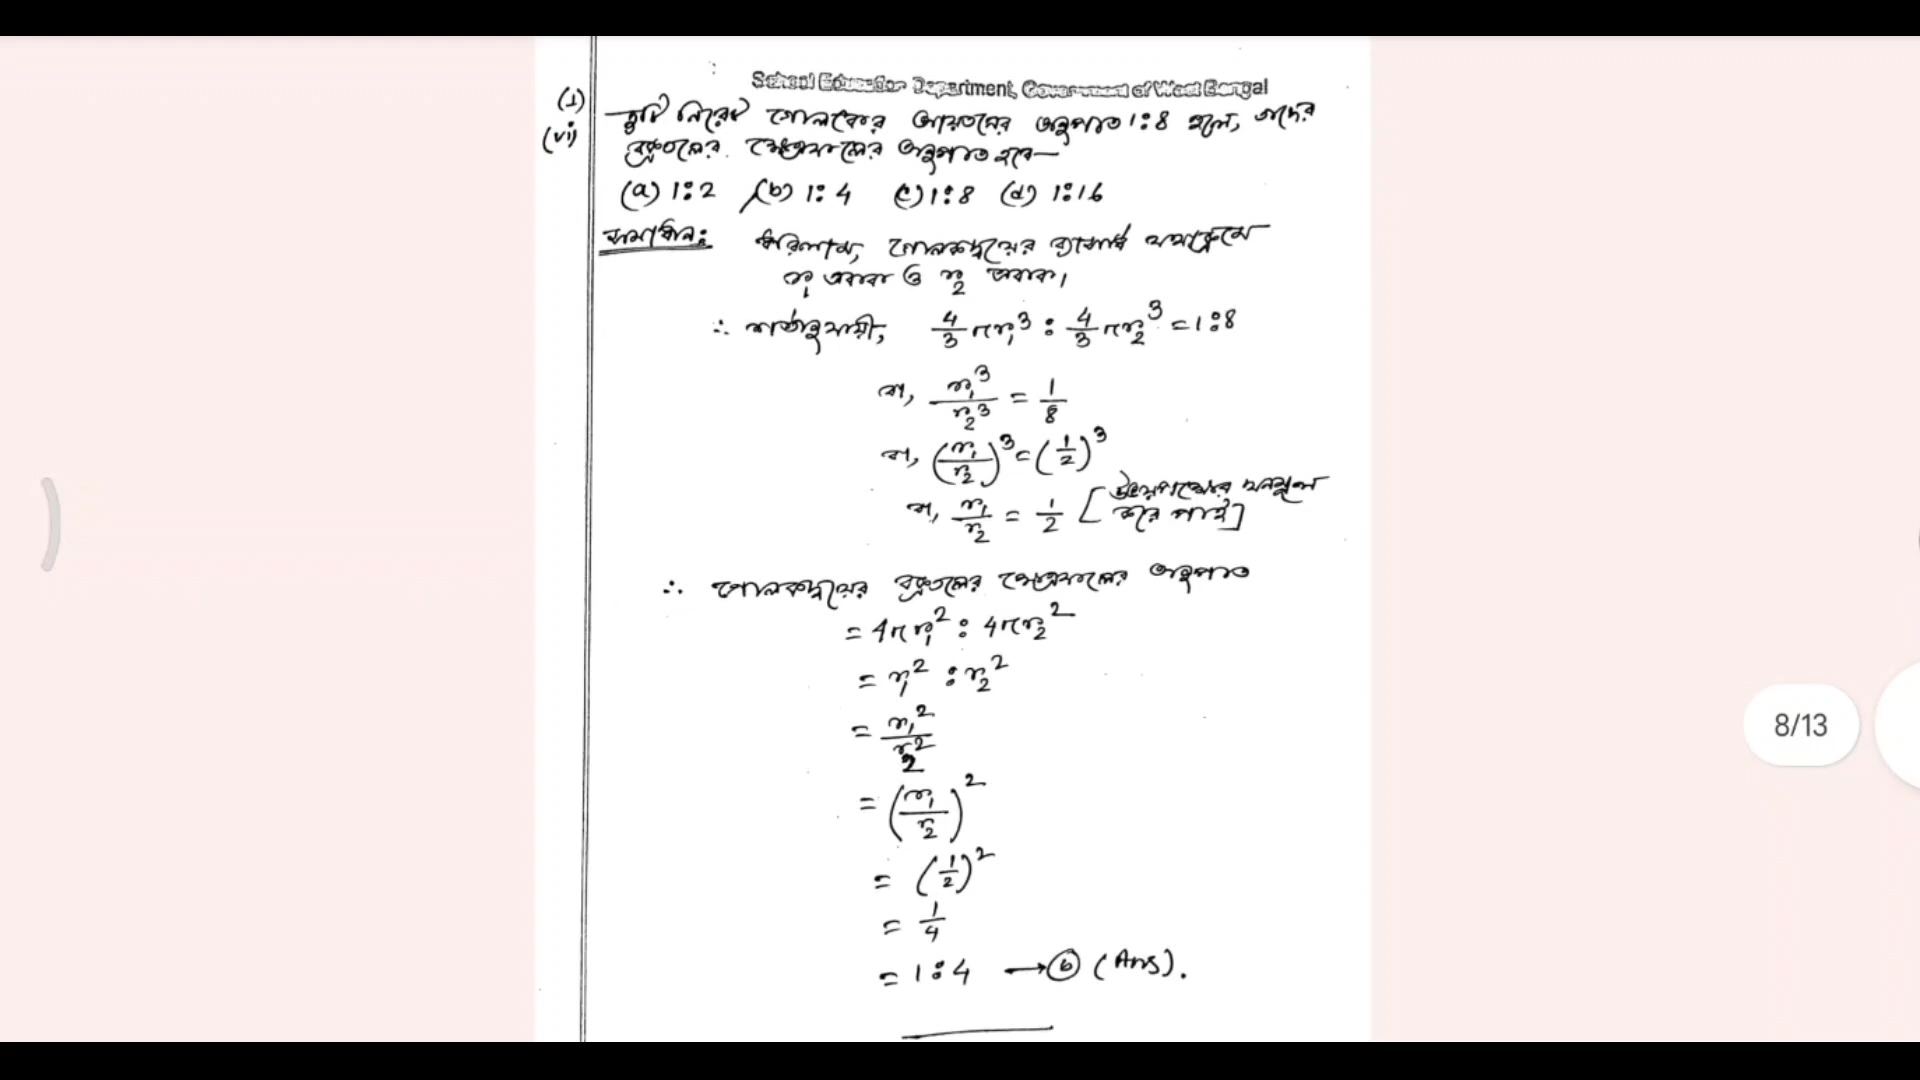 School Education Department, Government of West Bengal
(1)
(vi) দুটি নিরেট গোলকের আয়তনের অনুপাত 1:8 হলে, তাদের
বক্রতলের ক্ষেত্রফলের অনুপাত হবে—
(a) 1:2 (b) 1:4 (c) 1:8 (d) 1:16
সমাধান: ধরিলাম, গোলকদ্বয়ের ব্যাসার্ধ যথাক্রমে
r₁ একক ও r₂ একক।
∴ শর্তানুযায়ী, 4/3 πr₁³ : 4/3 πr₂³ = 1:8
বা, r₁³/r₂³ = 1/8
বা, (r₁/r₂)³ = (1/2)³
বা, r₁/r₂ = 1/2 [উভয়পক্ষের ঘনমূল
করে পাই]
∴ গোলকদ্বয়ের বক্রতলের ক্ষেত্রফলের অনুপাত
= 4πr₁² : 4πr₂²
= r₁² : r₂²
= r₁²/r₂²
= (r₁/r₂)²
= (1/2)²
= 1/4
= 1:4 → ⓑ (Ans).
8/13